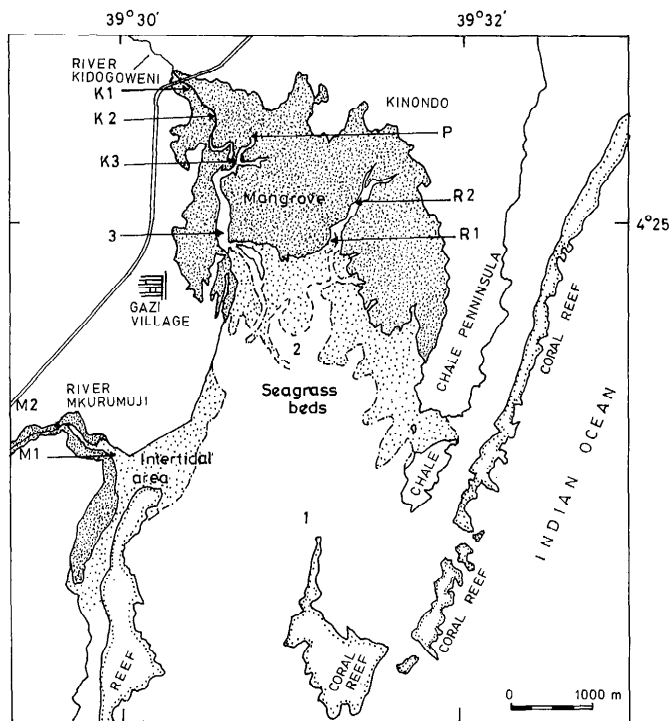 39° 30'
39° 32'
RIVER
KIDOGOWENI
K1
K2
KINONDO
P
K3
Mangrove
R2
4° 25
3
R1
GAZI
VILLAGE
2
CHALE PENNINSULA
CORAL REEF
M2
RIVER
MKURUMUJI
Seagrass
beds
M1
Intertidal
area
CHALE
INDIAN OCEAN
1
CORAL REEF
REEF
CORAL
REEF
0
1000 m